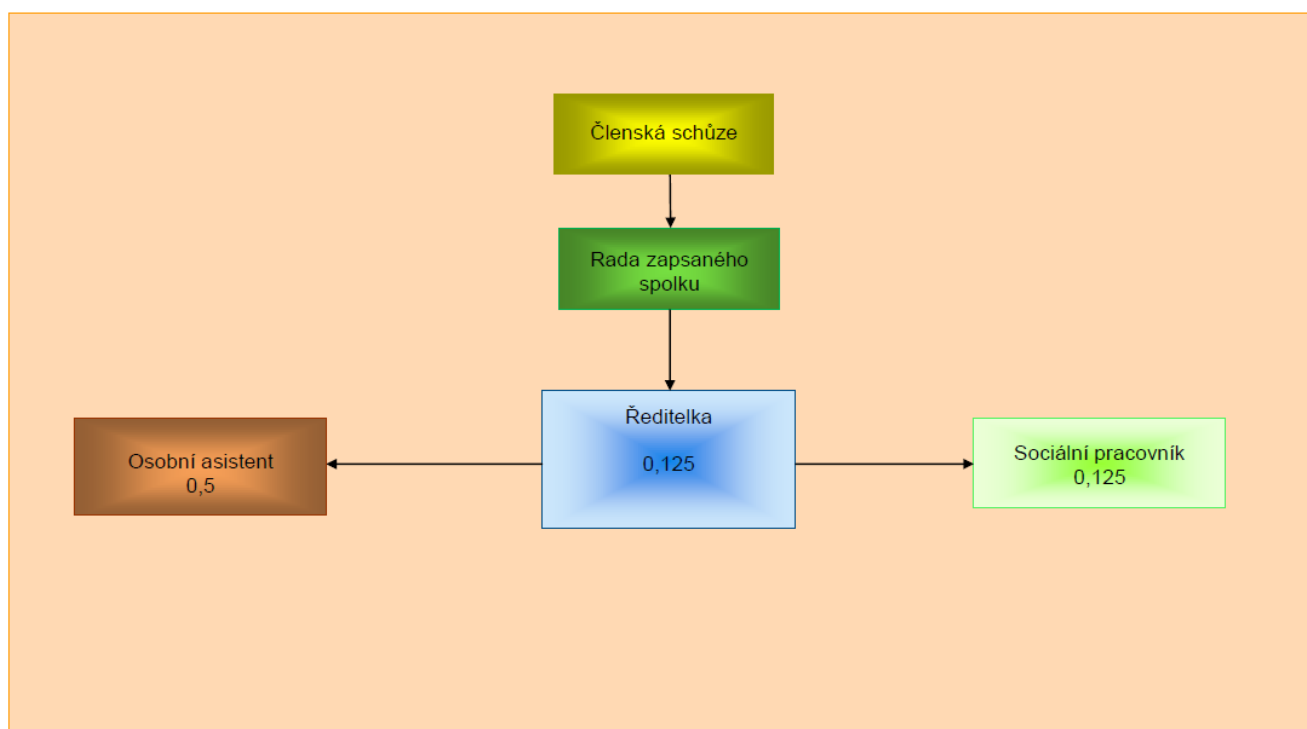 Členská schůze
Rada zapsaného
spolku
Ředitelka
0,125
Osobní asistent
0,5
Sociální pracovník
0,125